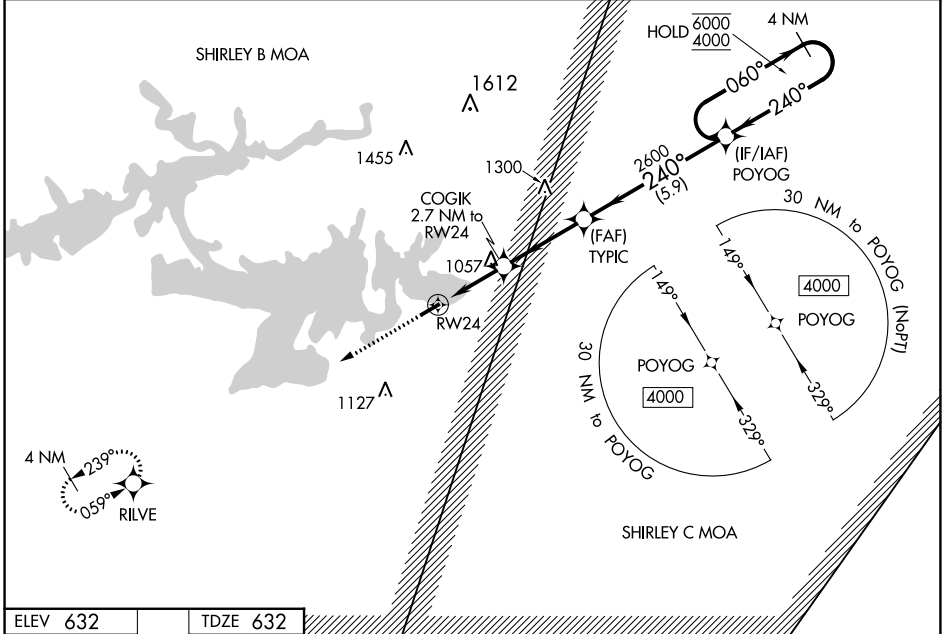 SHIRLEY B MOA
HOLD 6000
4000
4 NM
060°
240°
1612
1455
1300
2600
240°
(5.9)
(IF/IAF)
POYOG
COGIK
2.7 NM to
RW24
1057
(FAF)
TYPIC
RW24
1127
30 NM to POYOG (NoPT)
149°
4000
POYOG
329°
149°
POYOG
4000
329°
30 NM to POYOG
4 NM
239°
059°
RILVE
SHIRLEY C MOA
ELEV 632
TDZE 632